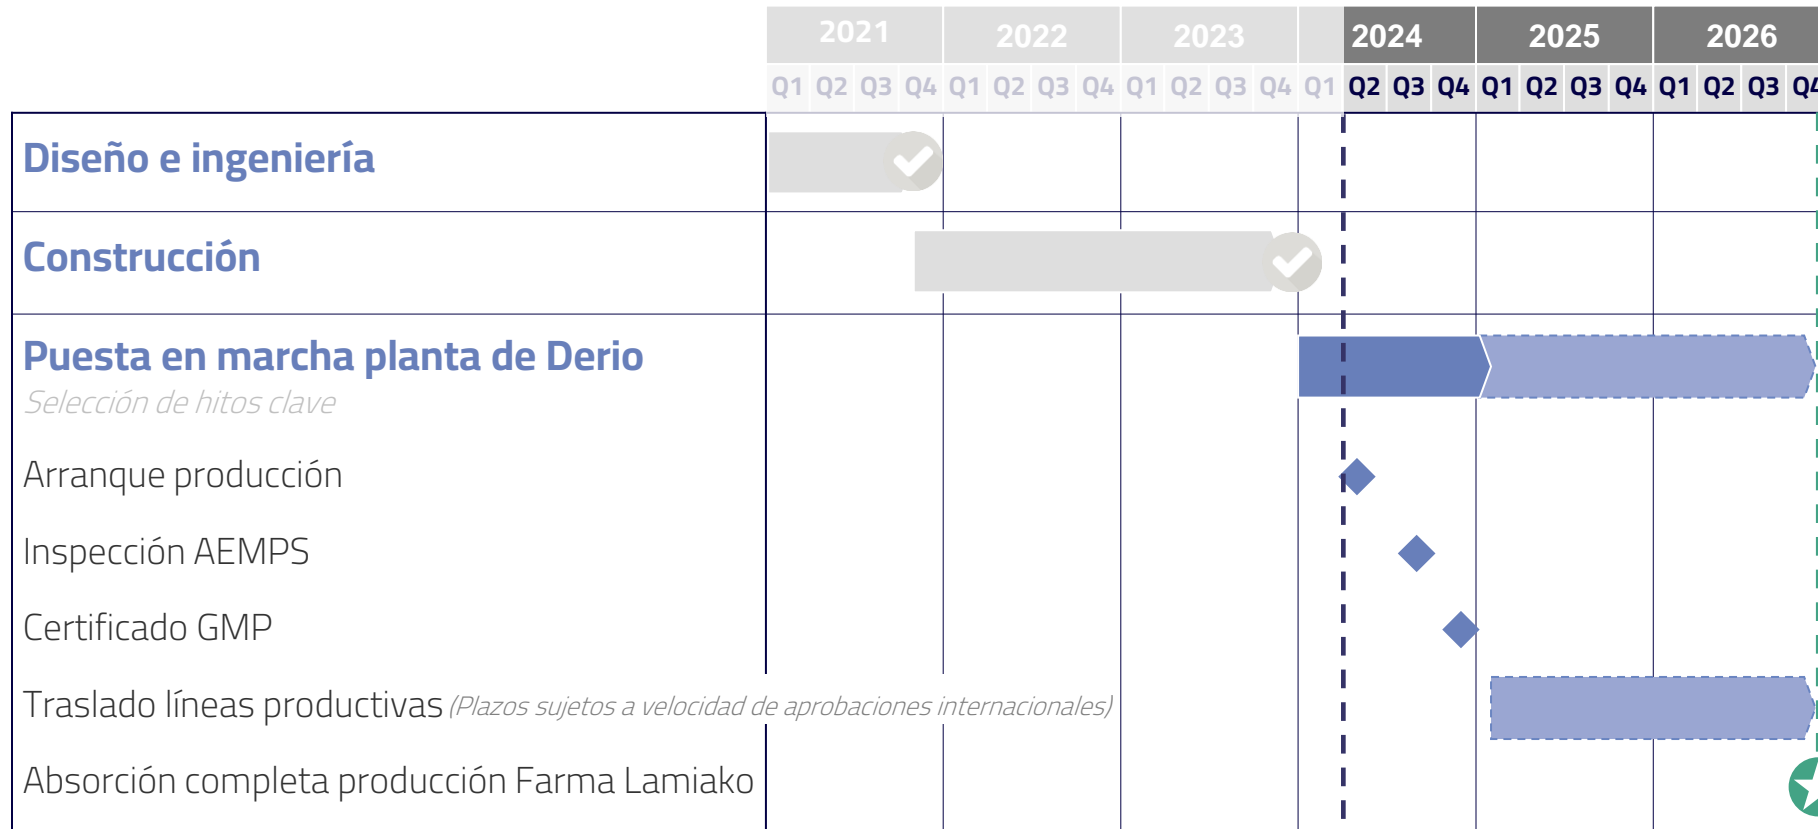 2021 2022 2023 2024 2025 2026
Q1 Q2 Q3 Q4 Q1 Q2 Q3 Q4 Q1 Q2 Q3 Q4 Q1 Q2 Q3 Q4 Q1 Q2 Q3 Q4 Q1 Q2 Q3 Q4
Diseño e ingeniería
Construcción
Puesta en marcha planta de Derio
Selección de hitos clave
Arranque producción
Inspección AEMPS
Certificado GMP
Traslado líneas productivas (Plazos sujetos a velocidad de aprobaciones internacionales)
Absorción completa producción Farma Lamiako